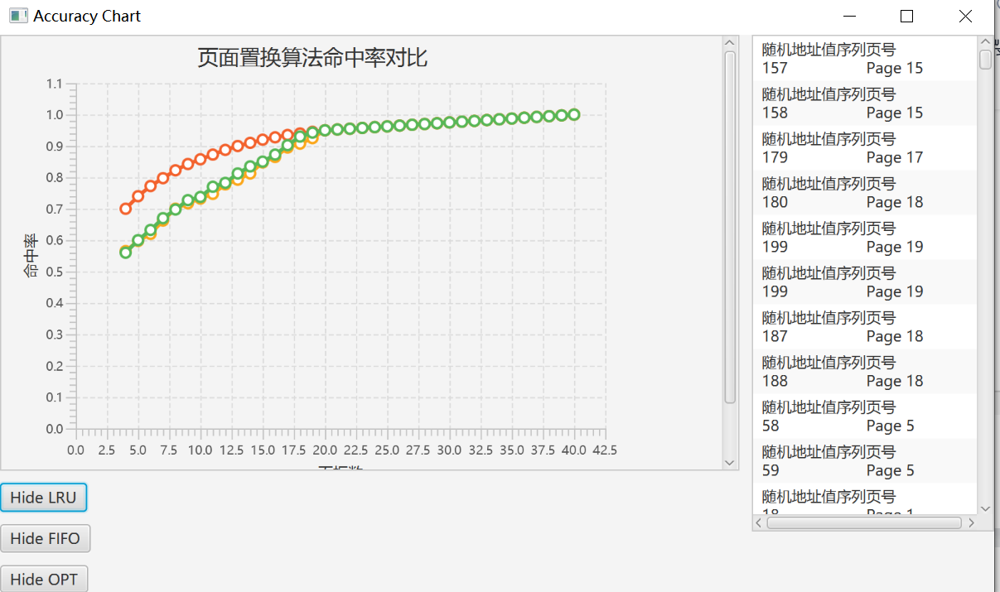 Accuracy Chart
页面置换算法命中率对比
1.1
1.0
0.9
0.8
0.7
0.6
0.5
0.4
0.3
0.2
0.1
0.0
命中率
0.0 2.5 5.0 7.5 10.0 12.5 15.0 17.5 20.0 22.5 25.0 27.5 30.0 32.5 35.0 37.5 40.0 42.5
Hide LRU
Hide FIFO
Hide OPT
随机地址值序列页号
157 Page 15
随机地址值序列页号
158 Page 15
随机地址值序列页号
179 Page 17
随机地址值序列页号
180 Page 18
随机地址值序列页号
199 Page 19
随机地址值序列页号
199 Page 19
随机地址值序列页号
187 Page 18
随机地址值序列页号
188 Page 18
随机地址值序列页号
58 Page 5
随机地址值序列页号
59 Page 5
随机地址值序列页号
18 Page 1